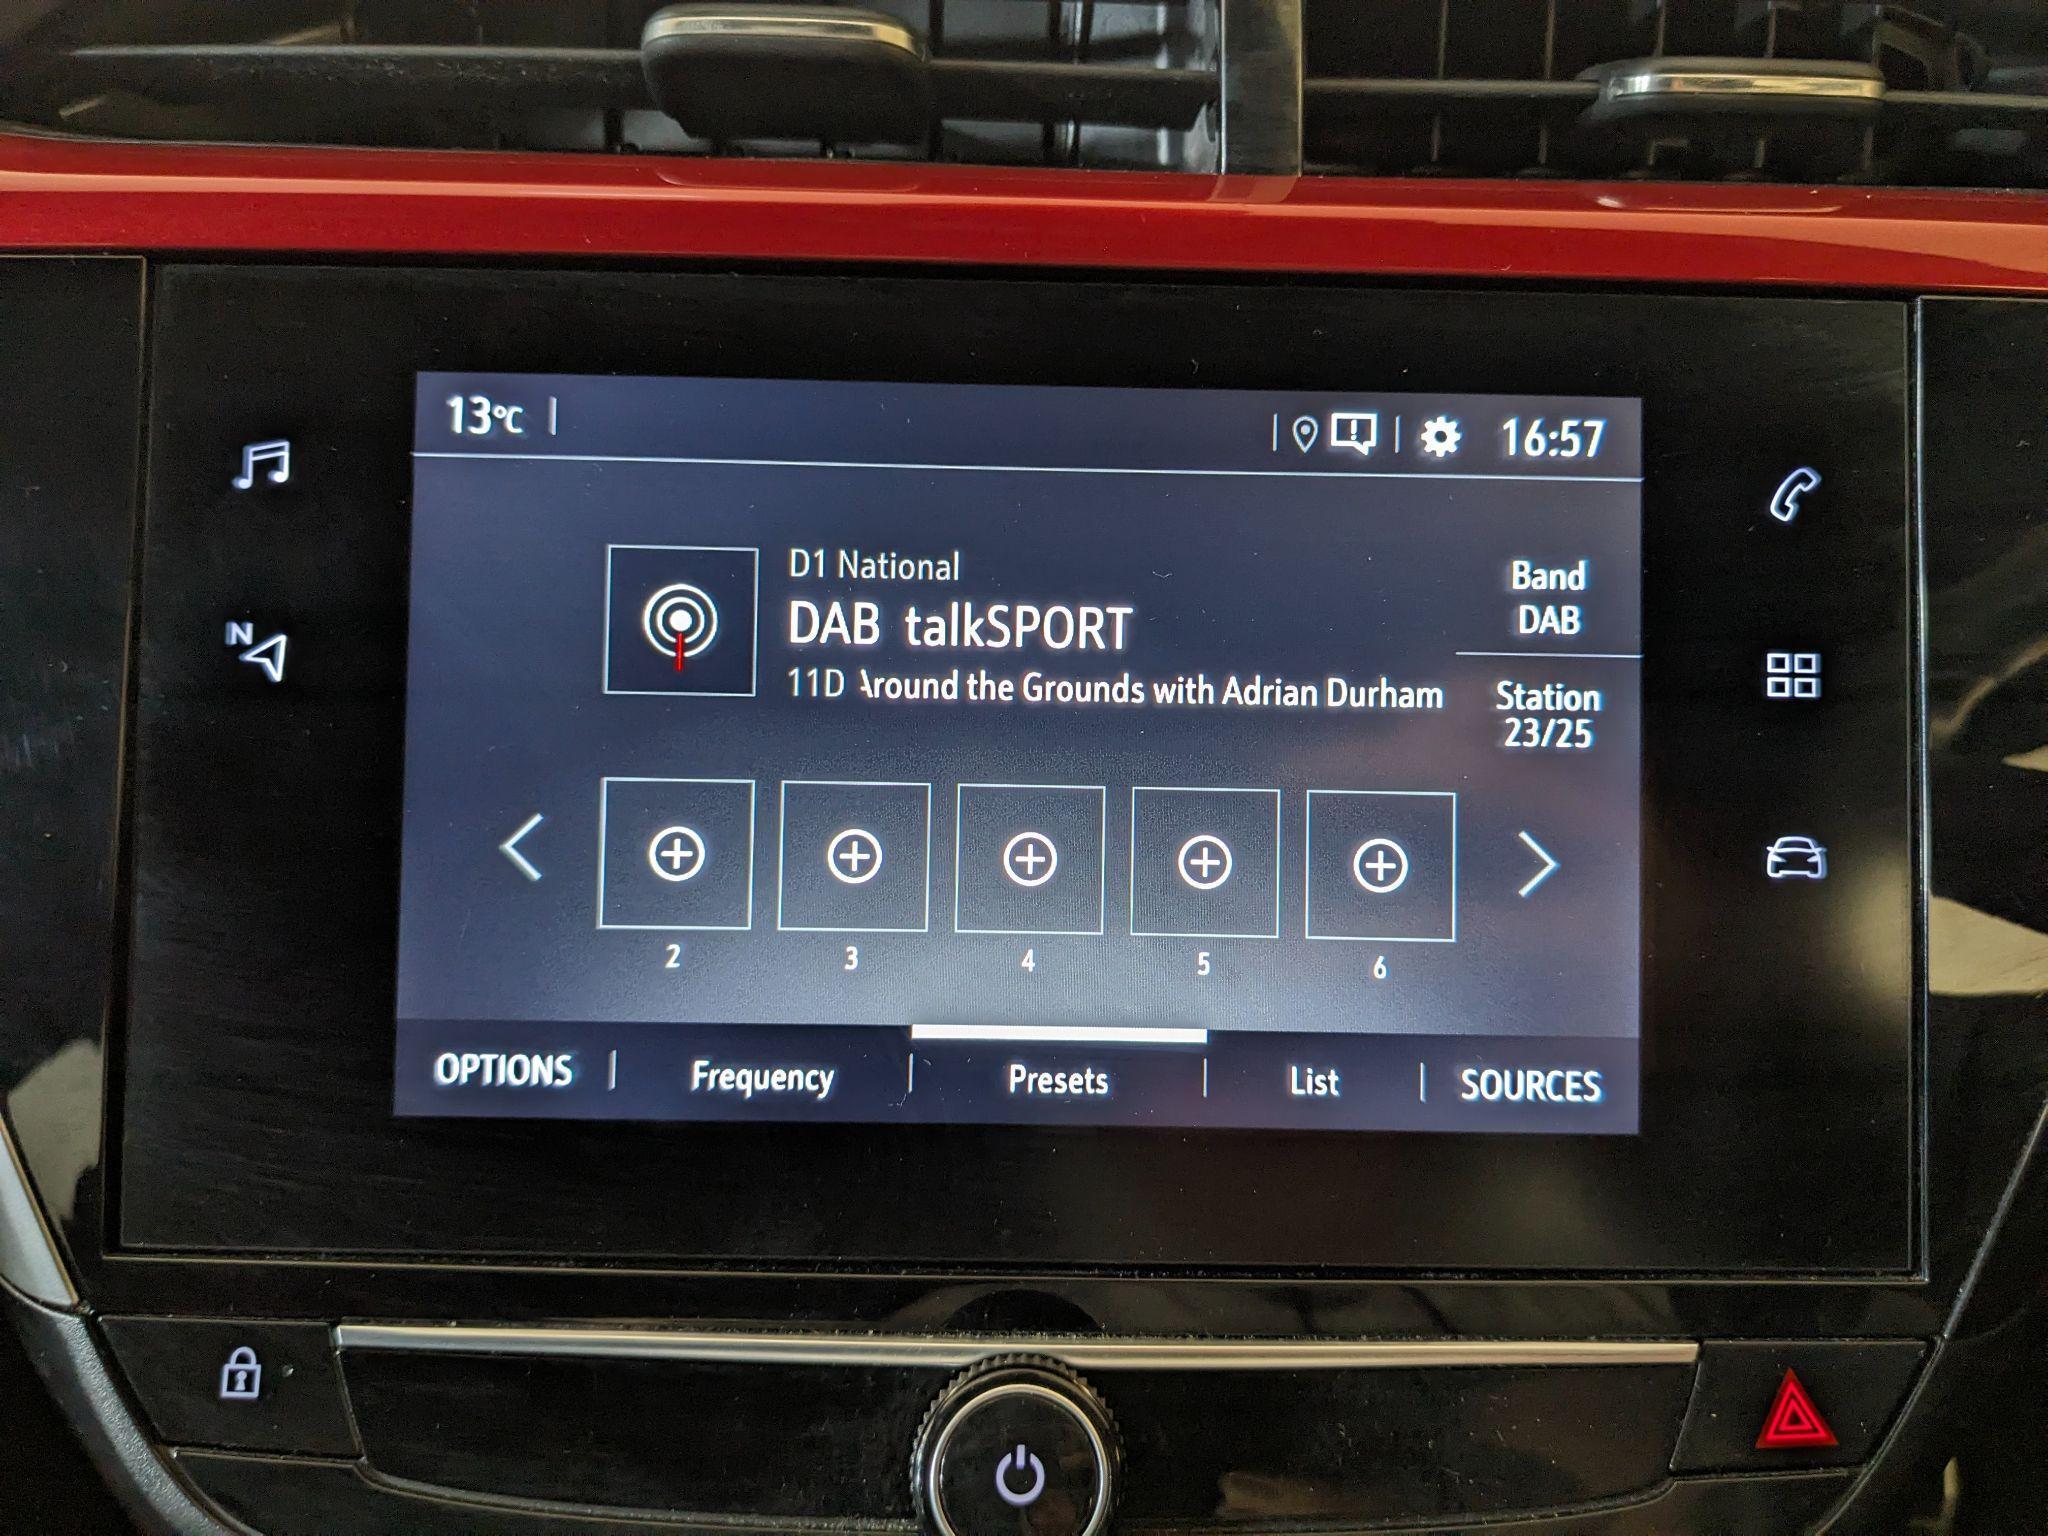 13°C
16:57
D1 National
DAB talkSPORT
11D Around the Grounds with Adrian Durham
Band
DAB
Station
23/25
2 3 4 5 6
OPTIONS Frequency Presets List SOURCES
N